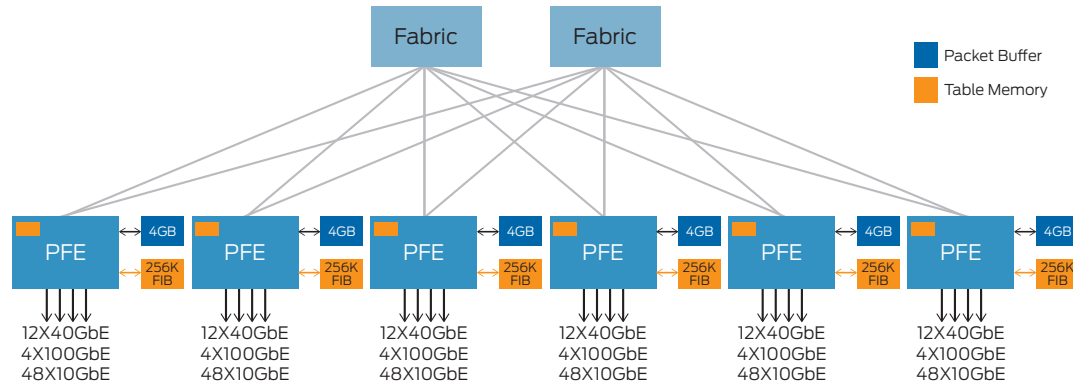 Fabric
Fabric
Packet Buffer
Table Memory
PFE
4GB
256K
FIB
PFE
4GB
256K
FIB
PFE
4GB
256K
FIB
PFE
4GB
256K
FIB
PFE
4GB
256K
FIB
PFE
4GB
256K
FIB
12X40GbE
4X100GbE
48X10GbE
12X40GbE
4X100GbE
48X10GbE
12X40GbE
4X100GbE
48X10GbE
12X40GbE
4X100GbE
48X10GbE
12X40GbE
4X100GbE
48X10GbE
12X40GbE
4X100GbE
48X10GbE